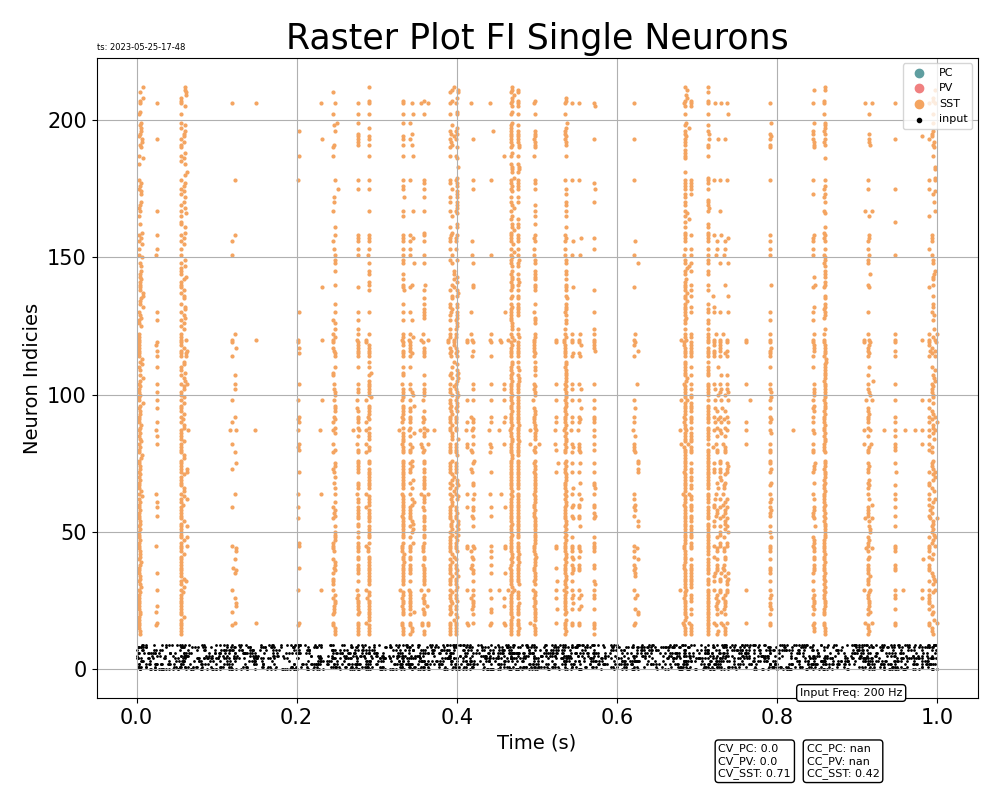 Raster Plot FI Single Neurons
ts: 2023-05-25-17-48
PC
PV
SST
input
200
150
100
50
0
Neuron Indicies
0.0 0.2 0.4 0.6 0.8 1.0
Input Freq: 200 Hz
Time (s)
CV_PC: 0.0
CV_PV: 0.0
CV_SST: 0.71
CC_PC: nan
CC_PV: nan
CC_SST: 0.42